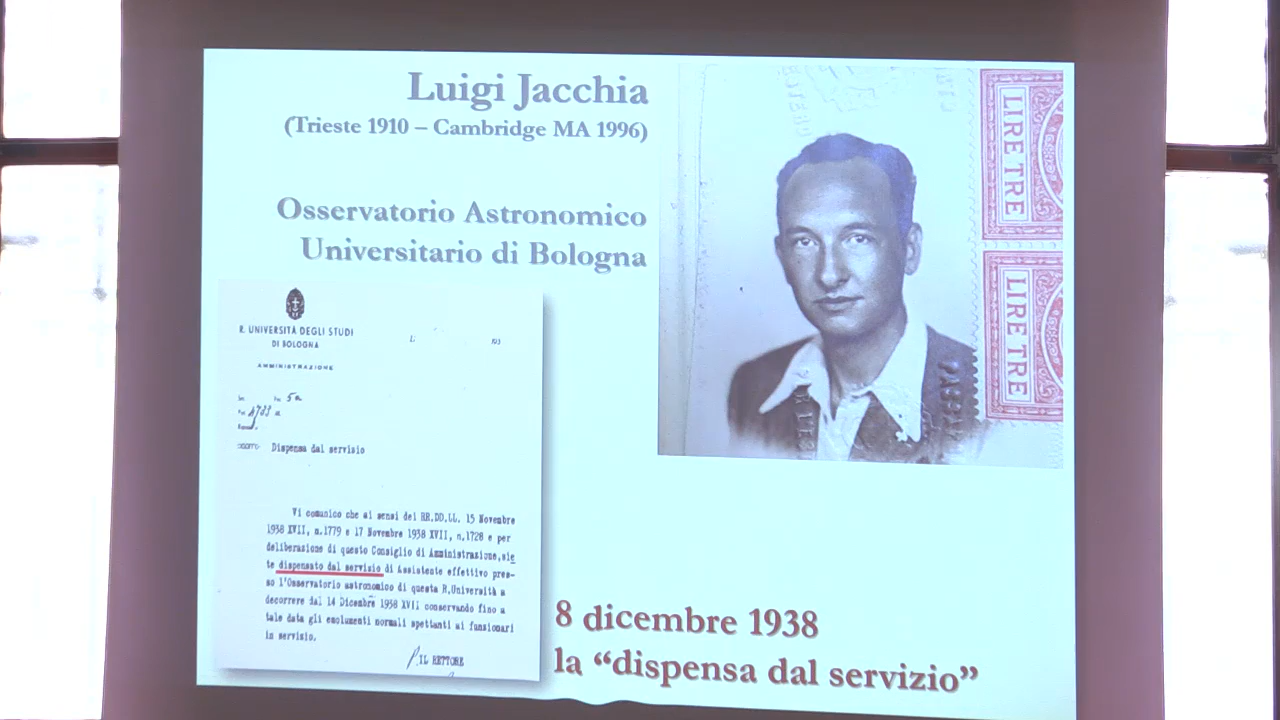 Luigi Jacchia
(Trieste 1910 – Cambridge MA 1996)
Osservatorio Astronomico
Universitario di Bologna
LIRE TRE
LIRE TRE
R. UNIVERSITÀ DEGLI STUDI
DI BOLOGNA
AMMINISTRAZIONE
Dispensa dal servizio
Vi comunico che ai sensi dei RR.DD.LL. 15 Novembre
1938 XVII, n.1779 e 17 Novembre 1938 XVII, n.1728 e per
deliberazione di questo Consiglio di Amministrazione, sie
te dispensato dal servizio di Assistente effettivo pres-
so l'Osservatorio astronomico di questa R.Università a
decorrere dal 14 Dicembre 1938 XVII conservando fino a
tale data gli emolumenti normali spettanti ai funzionari
in servizio.
IL RETTORE
8 dicembre 1938
la “dispensa dal servizio”